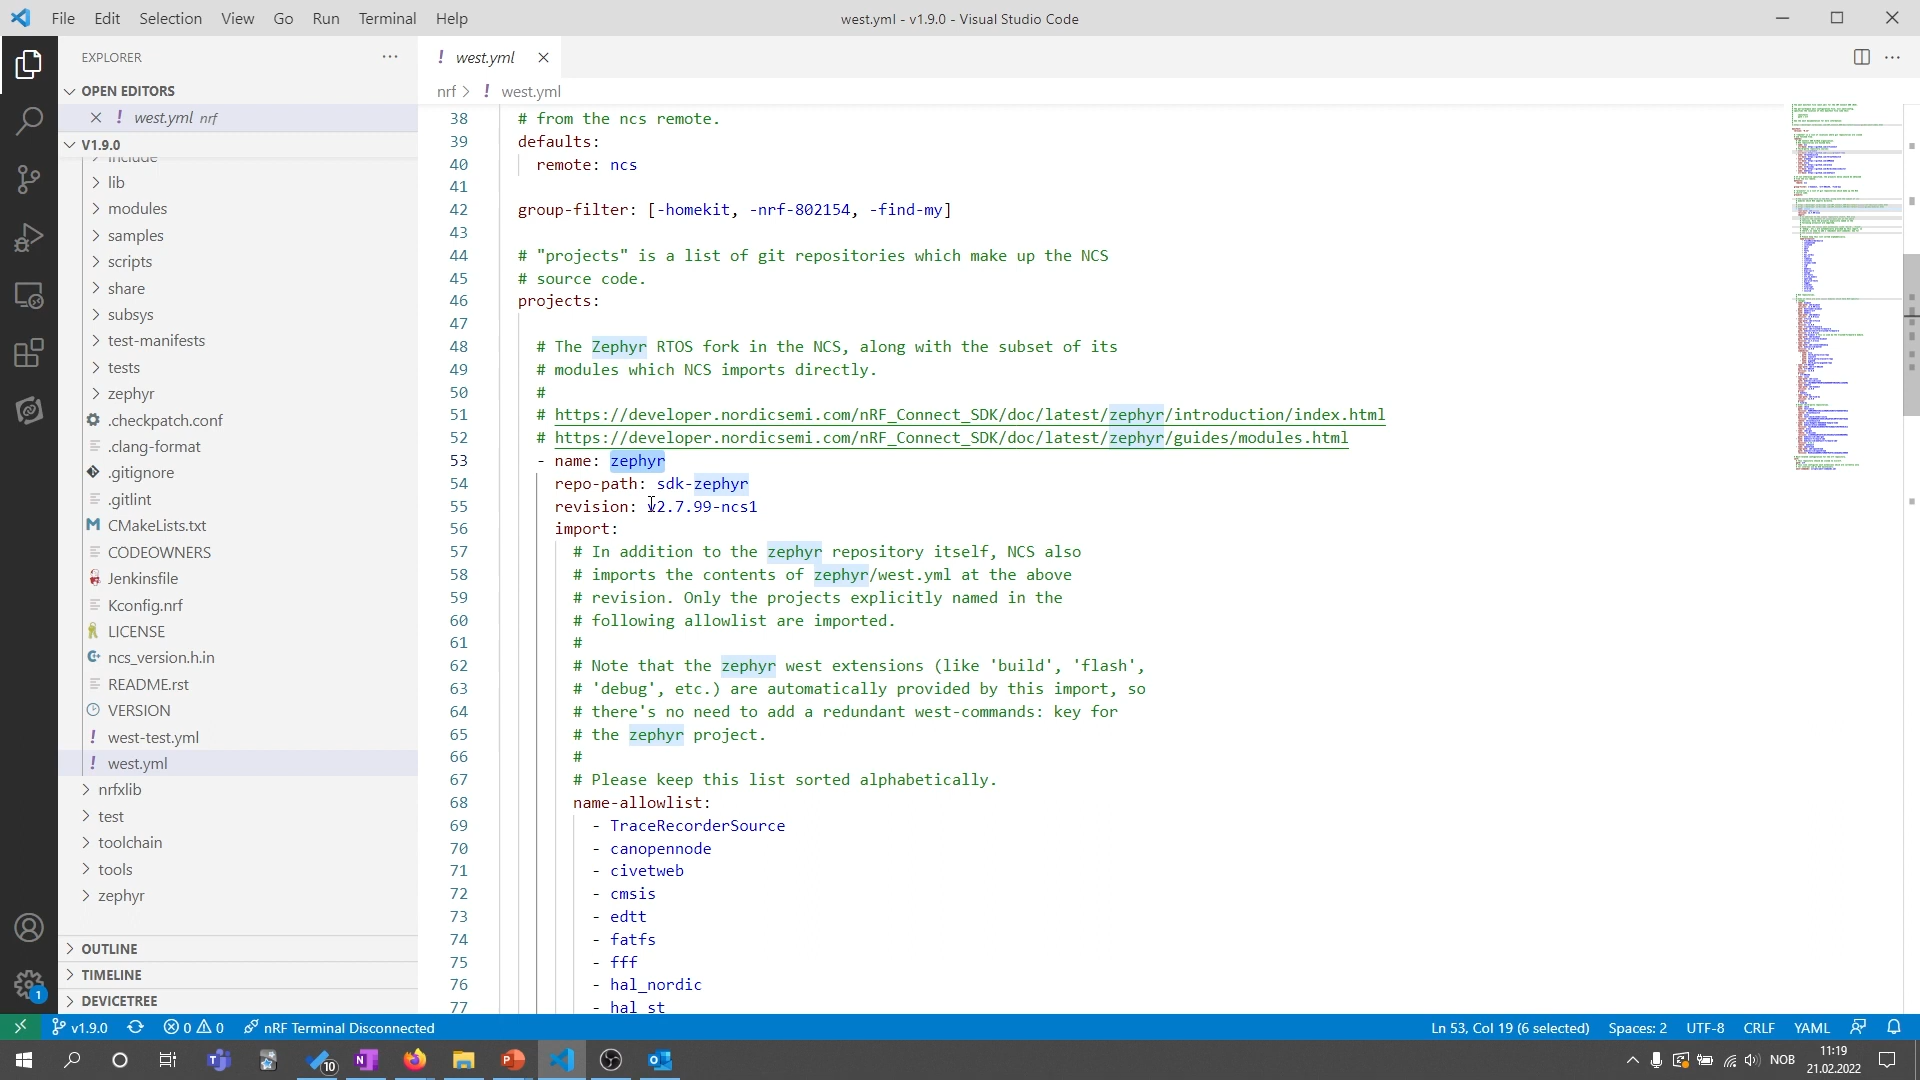 File Edit Selection View Go Run Terminal Help
west.yml - v1.9.0 - Visual Studio Code
EXPLORER
OPEN EDITORS
! west.yml nrf
V1.9.0
include
lib
modules
samples
scripts
share
subsys
test-manifests
tests
zephyr
.checkpatch.conf
.clang-format
.gitignore
.gitlint
CMakeLists.txt
CODEOWNERS
Jenkinsfile
Kconfig.nrf
LICENSE
ncs_version.h.in
README.rst
VERSION
! west-test.yml
! west.yml
nrfxlib
test
toolchain
tools
zephyr
OUTLINE
TIMELINE
DEVICETREE
! west.yml
nrf > ! west.yml
38 # from the ncs remote.
39 defaults:
40 remote: ncs
41
42 group-filter: [-homekit, -nrf-802154, -find-my]
43
44 # "projects" is a list of git repositories which make up the NCS
45 # source code.
46 projects:
47
48 # The Zephyr RTOS fork in the NCS, along with the subset of its
49 # modules which NCS imports directly.
50 #
51 # https://developer.nordicsemi.com/nRF_Connect_SDK/doc/latest/zephyr/introduction/index.html
52 # https://developer.nordicsemi.com/nRF_Connect_SDK/doc/latest/zephyr/guides/modules.html
53 - name: zephyr
54 repo-path: sdk-zephyr
55 revision: v2.7.99-ncs1
56 import:
57 # In addition to the zephyr repository itself, NCS also
58 # imports the contents of zephyr/west.yml at the above
59 # revision. Only the projects explicitly named in the
60 # following allowlist are imported.
61 #
62 # Note that the zephyr west extensions (like 'build', 'flash',
63 # 'debug', etc.) are automatically provided by this import, so
64 # there's no need to add a redundant west-commands: key for
65 # the zephyr project.
66 #
67 # Please keep this list sorted alphabetically.
68 name-allowlist:
69 - TraceRecorderSource
70 - canopennode
71 - civetweb
72 - cmsis
73 - edtt
74 - fatfs
75 - fff
76 - hal_nordic
77 - hal_st
1
v1.9.0 0 0 nRF Terminal Disconnected
Ln 53, Col 19 (6 selected) Spaces: 2 UTF-8 CRLF YAML
10
NOB
11:19
21.02.2022